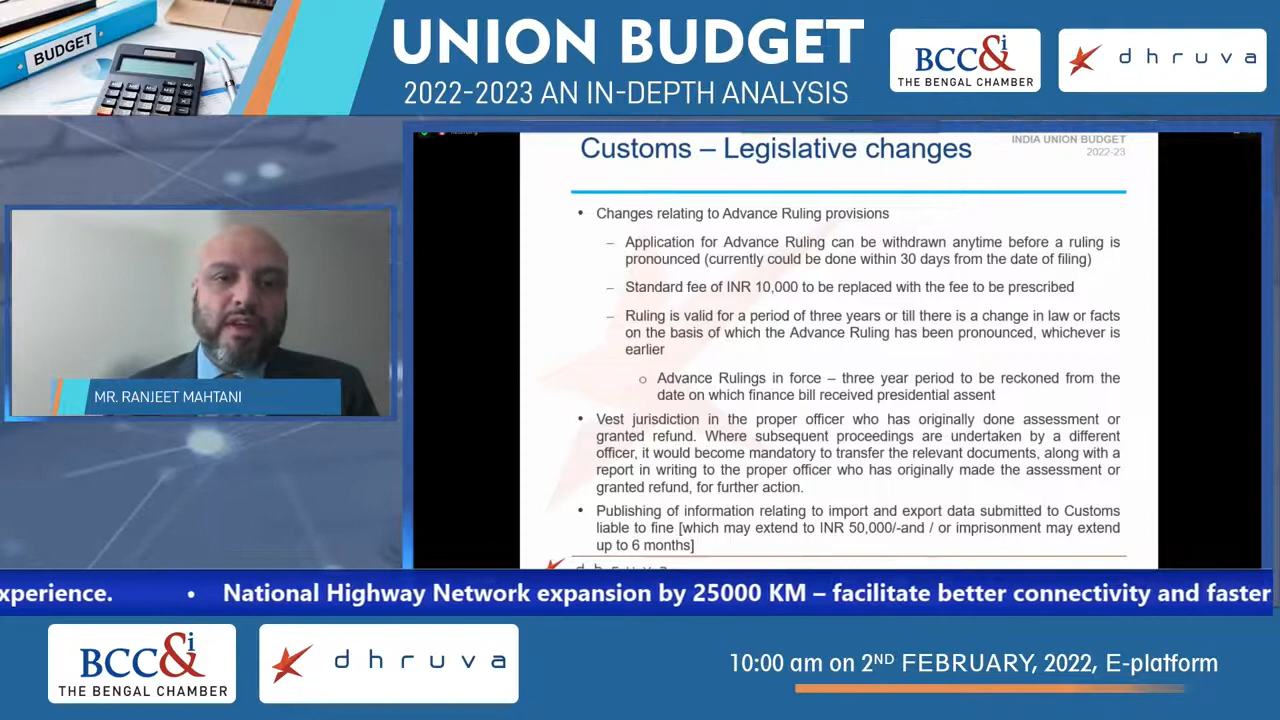 BUDGET
UNION BUDGET
2022-2023 AN IN-DEPTH ANALYSIS
BCC&i
THE BENGAL CHAMBER
dhruva
Customs – Legislative changes
INDIA UNION BUDGET
2022-23
• Changes relating to Advance Ruling provisions
– Application for Advance Ruling can be withdrawn anytime before a ruling is
pronounced (currently could be done within 30 days from the date of filing)
– Standard fee of INR 10,000 to be replaced with the fee to be prescribed
– Ruling is valid for a period of three years or till there is a change in law or facts
on the basis of which the Advance Ruling has been pronounced, whichever is
earlier
o Advance Rulings in force – three year period to be reckoned from the
date on which finance bill received presidential assent
• Vest jurisdiction in the proper officer who has originally done assessment or
granted refund. Where subsequent proceedings are undertaken by a different
officer, it would become mandatory to transfer the relevant documents, along with a
report in writing to the proper officer who has originally made the assessment or
granted refund, for further action.
• Publishing of information relating to import and export data submitted to Customs
liable to fine [which may extend to INR 50,000/-and / or imprisonment may extend
up to 6 months]
MR. RANJEET MAHTANI
xperience. • National Highway Network expansion by 25000 KM – facilitate better connectivity and faster
BCC&i
THE BENGAL CHAMBER
dhruva
10:00 am on 2ND FEBRUARY, 2022, E-platform